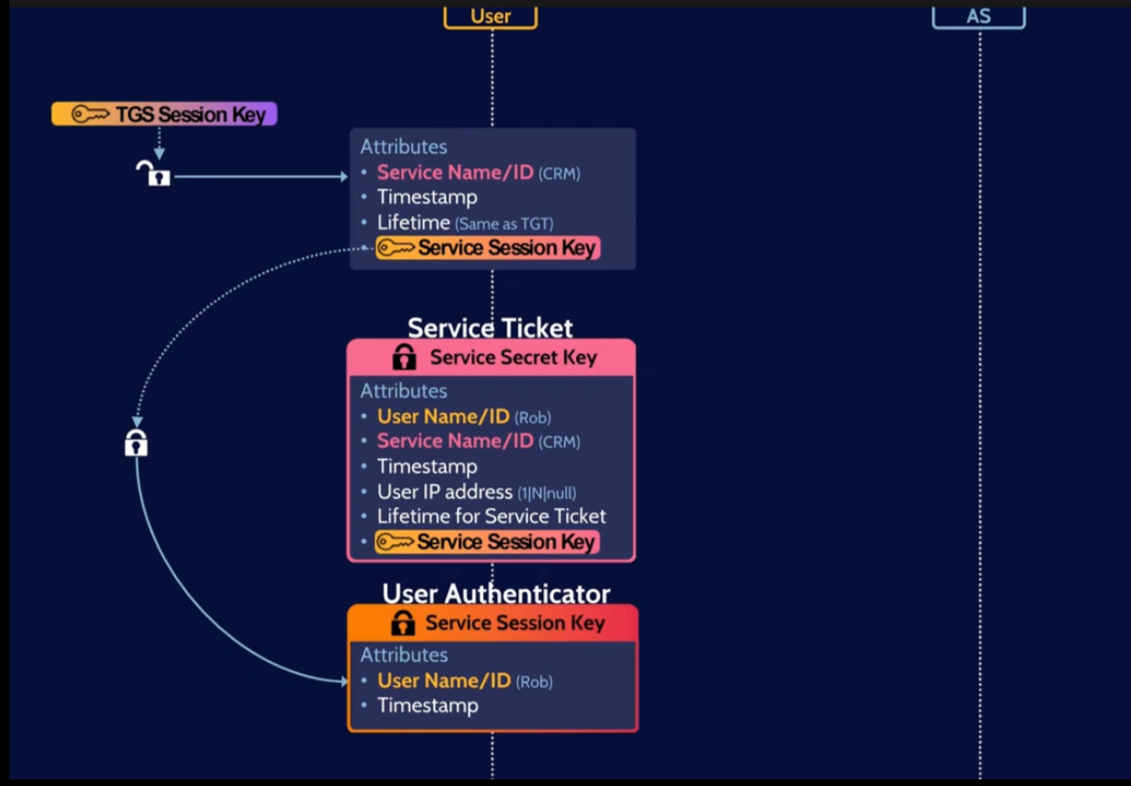 User
AS
TGS Session Key
Attributes
• Service Name/ID (CRM)
• Timestamp
• Lifetime (Same as TGT)
• Service Session Key
Service Ticket
Service Secret Key
Attributes
• User Name/ID (Rob)
• Service Name/ID (CRM)
• Timestamp
• User IP address (1|N|null)
• Lifetime for Service Ticket
• Service Session Key
User Authenticator
Service Session Key
Attributes
• User Name/ID (Rob)
• Timestamp